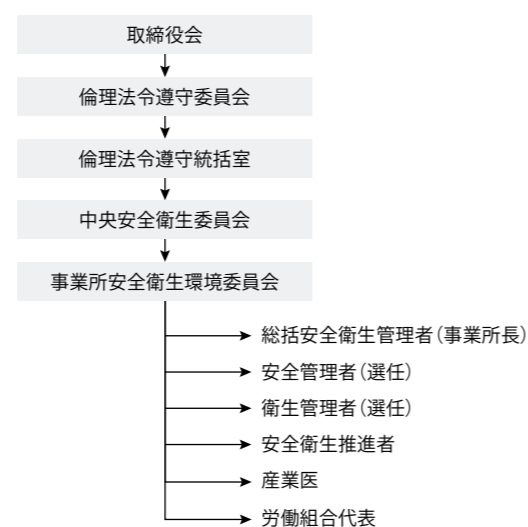 取締役会
倫理法令遵守委員会
倫理法令遵守統括室
中央安全衛生委員会
事業所安全衛生環境委員会
総括安全衛生管理者(事業所長)
安全管理者(選任)
衛生管理者(選任)
安全衛生推進者
産業医
労働組合代表